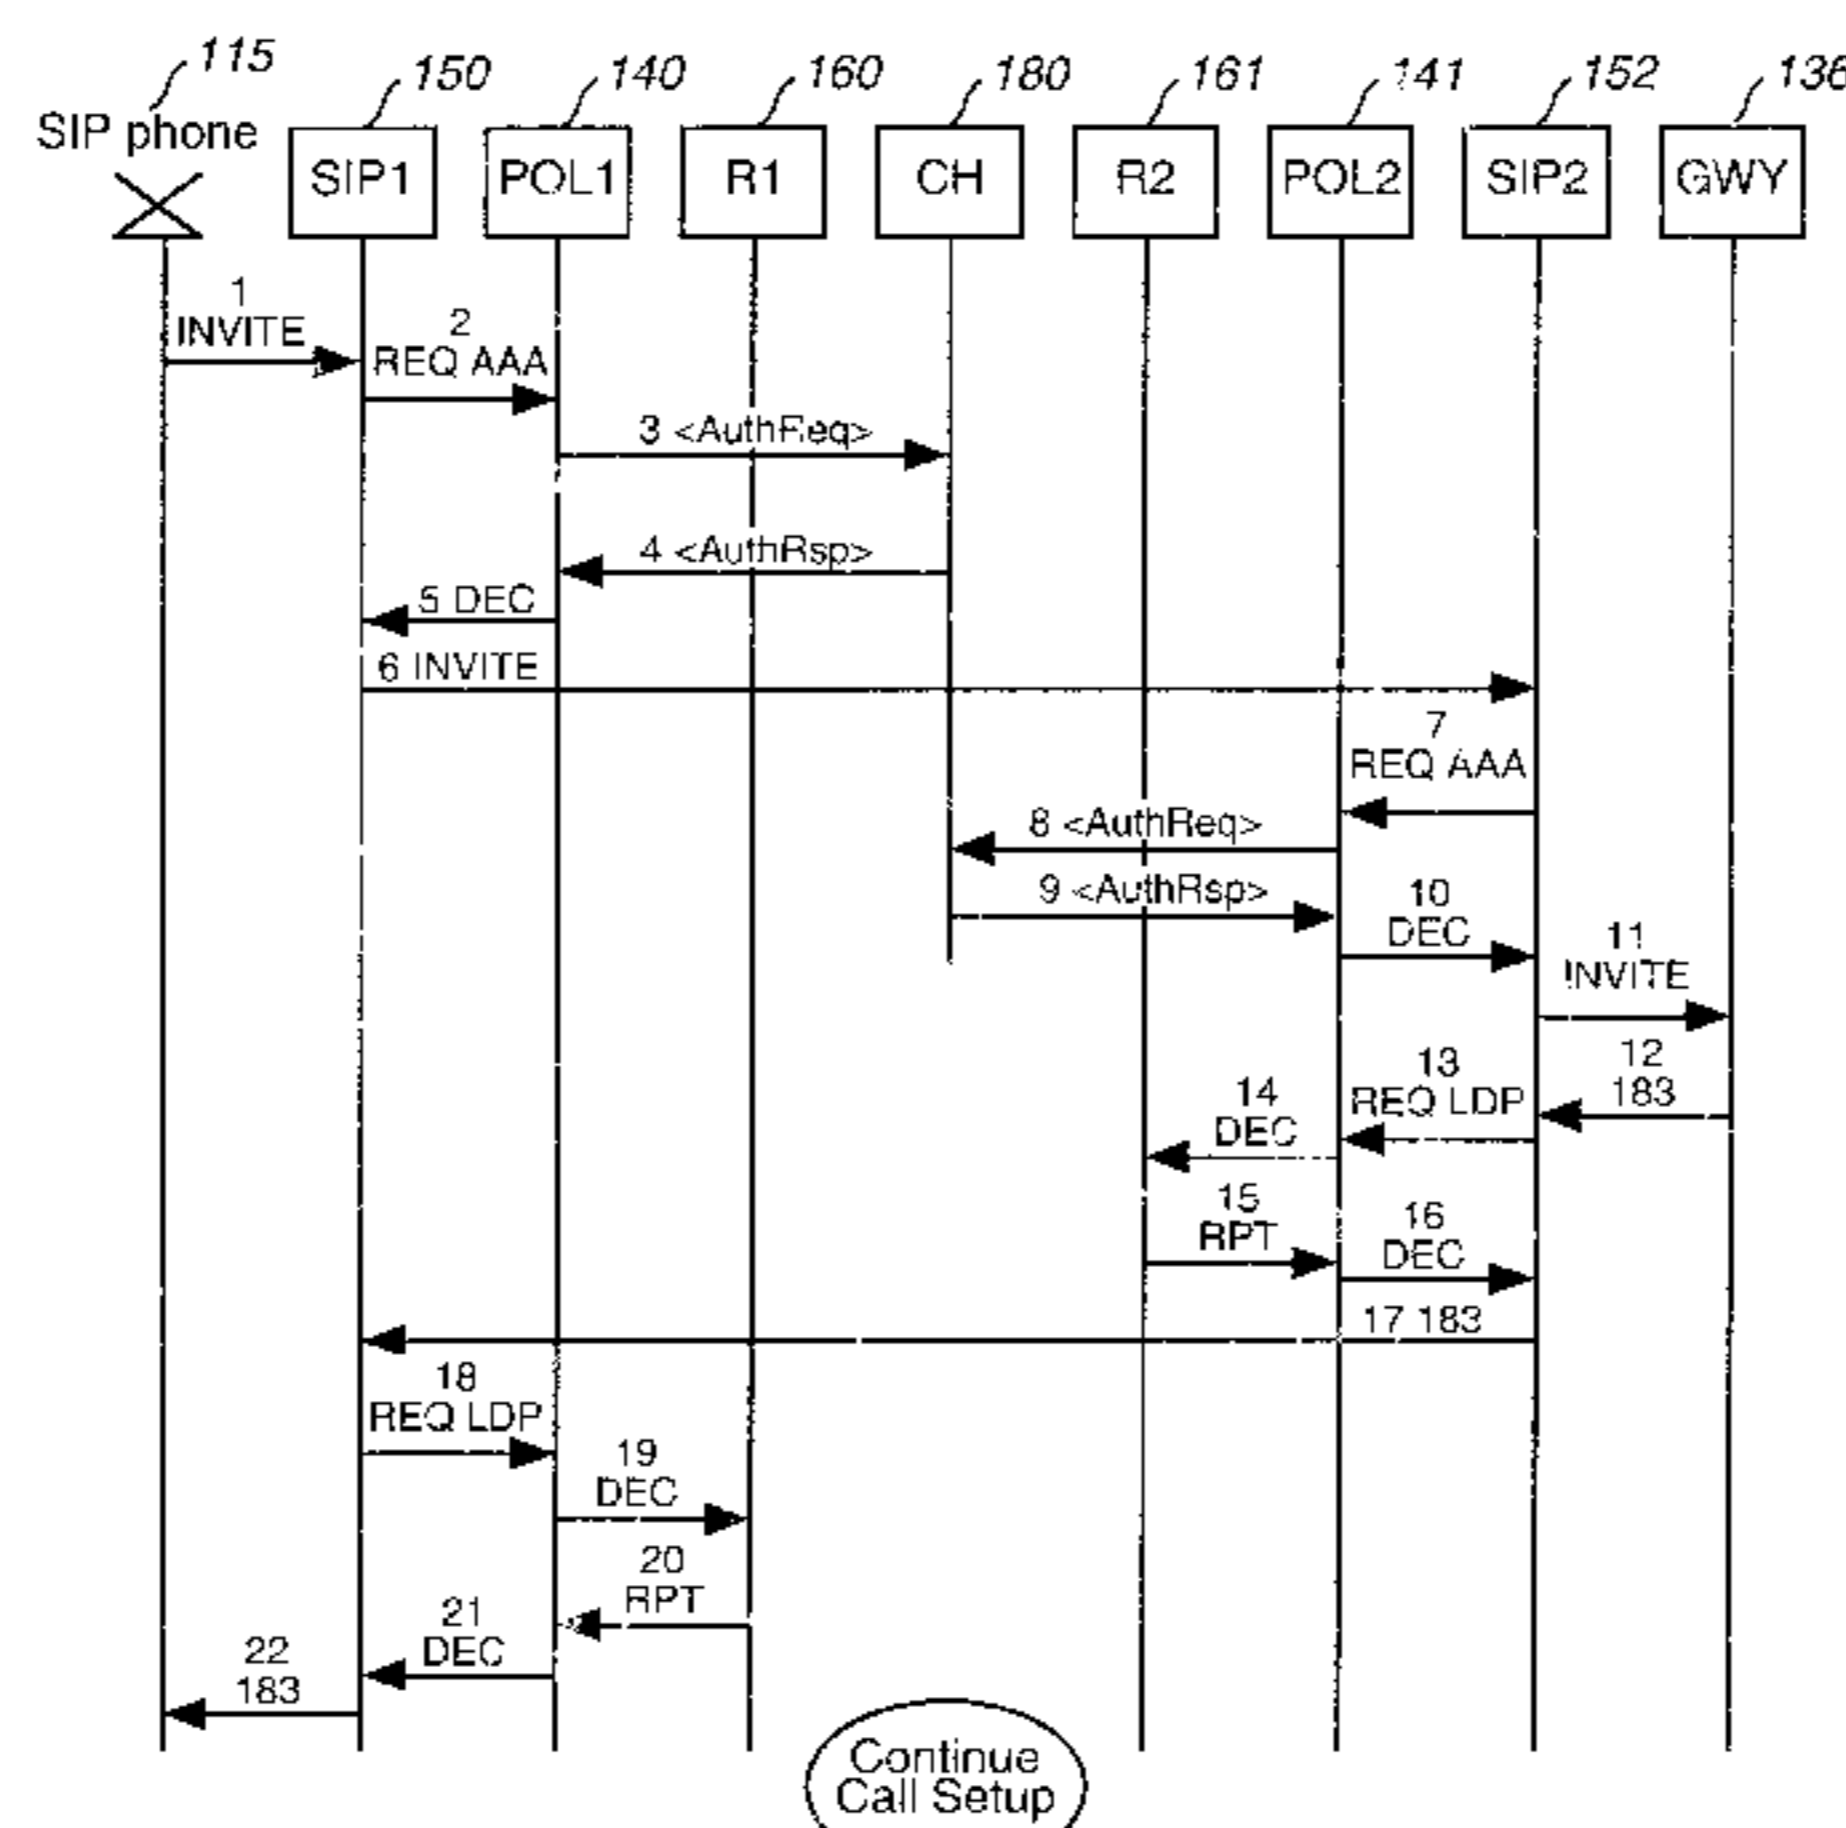 115
150
140
160
180
161
141
152
SIP phone
SIP1
POL1
R1
CH
R2
POL2
SIP2
GWY
1
INVITE
2
REQ AAA
3 <AuthReq>
4 <AuthRsp>
5 DEC
6 INVITE
7
REQ AAA
8 <AuthReq>
9 <AuthRsp>
10
DEC
11
INVITE
12
183
13
REQ LDP
14
DEC
15
RPT
16
DEC
17 183
18
REQ LDP
19
DEC
20
RPT
21
DEC
22
183
Continue
Call Setup